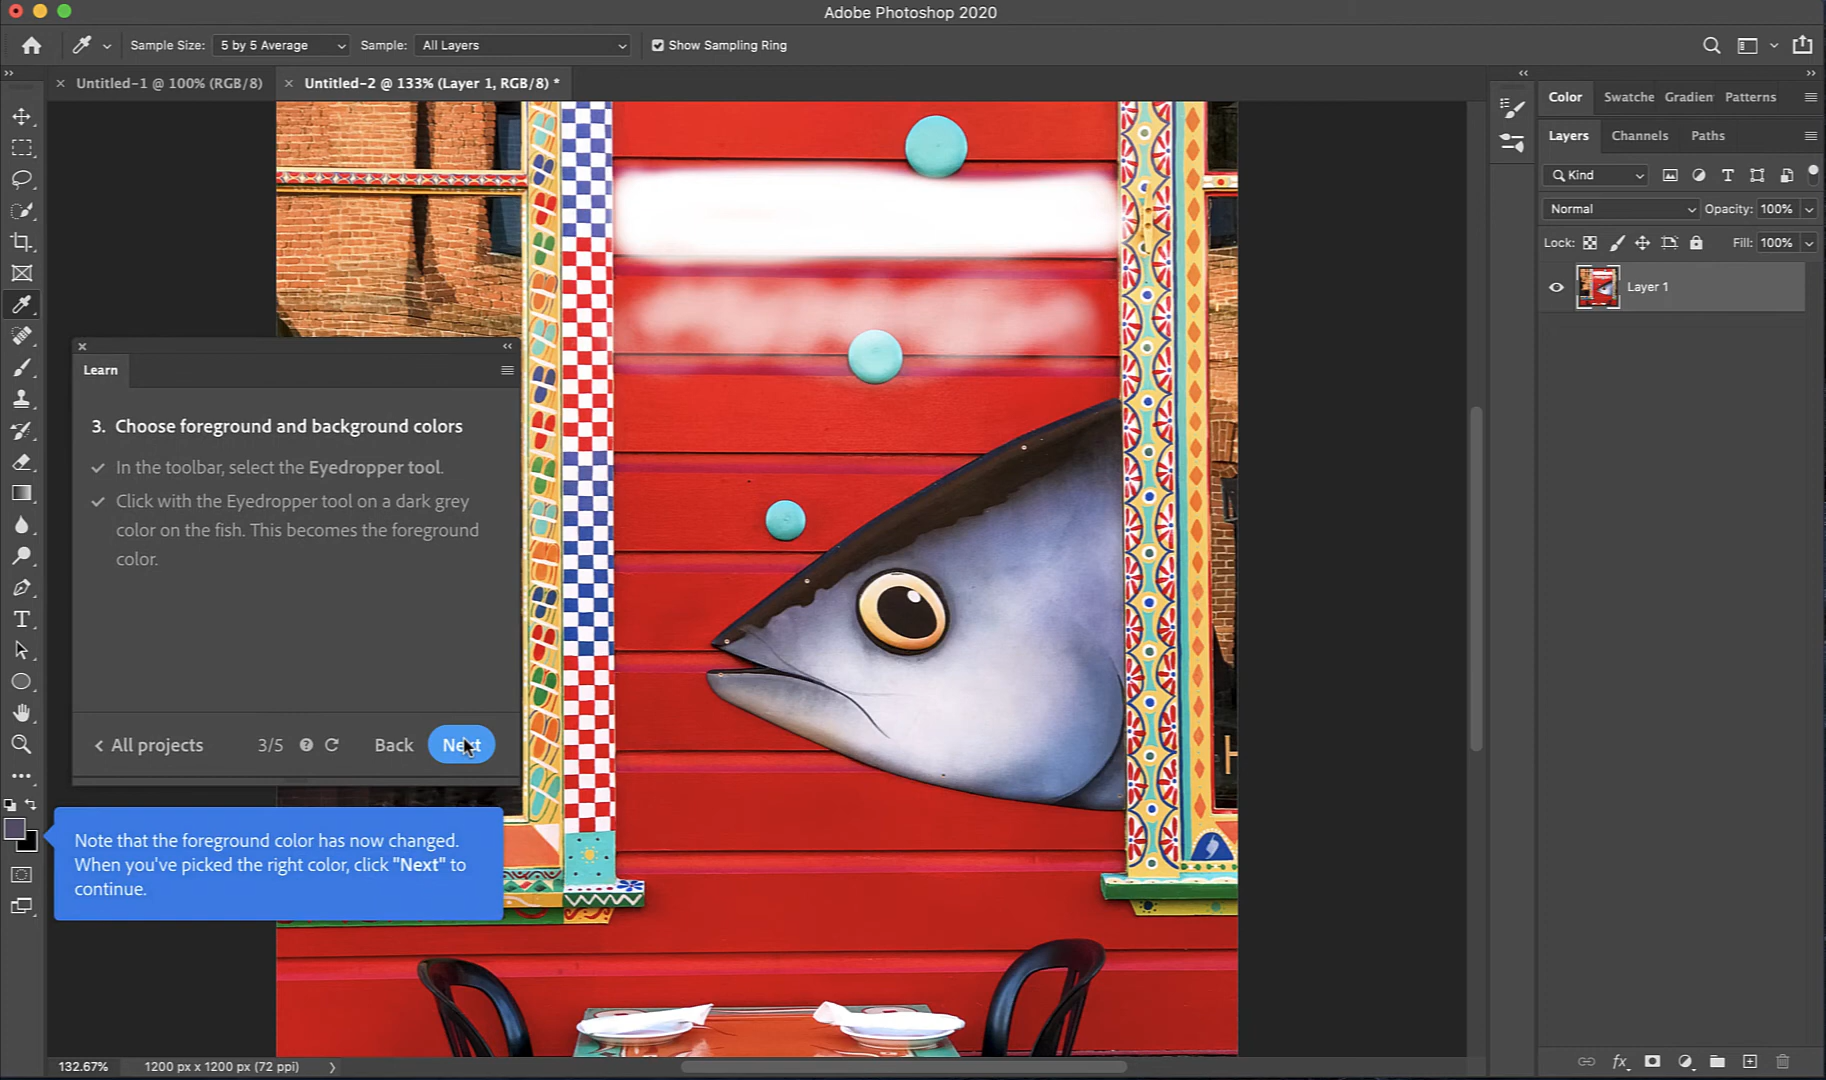 Adobe Photoshop 2020
Sample Size: 5 by 5 Average Sample: All Layers Show Sampling Ring
Untitled-1 @ 100% (RGB/8) Untitled-2 @ 133% (Layer 1, RGB/8) *
Color Swatche Gradien Patterns
Layers Channels Paths
Kind
Normal Opacity: 100%
Lock: Fill: 100%
Layer 1
Learn
3. Choose foreground and background colors
In the toolbar, select the Eyedropper tool.
Click with the Eyedropper tool on a dark grey
color on the fish. This becomes the foreground
color.
All projects 3/5 Back Next
Note that the foreground color has now changed.
When you've picked the right color, click "Next" to
continue.
H
132.67% 1200 px x 1200 px (72 ppi)
fx